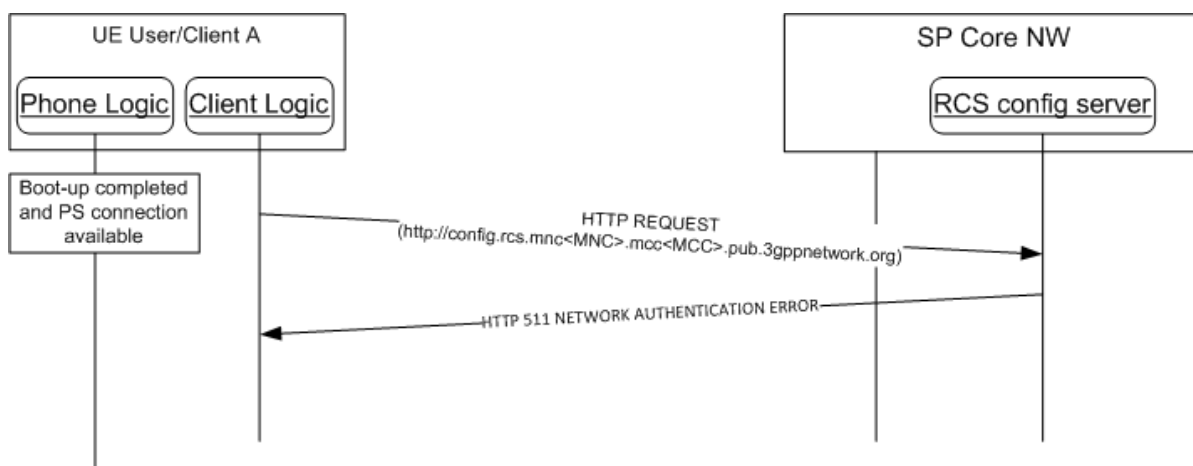 UE User/Client A
SP Core NW
Phone Logic
Client Logic
RCS config server
Boot-up completed
and PS connection
available
HTTP REQUEST
(http://config.rcs.mnc<MNC>.mcc<MCC>.pub.3gppnetwork.org)
HTTP 511 NETWORK AUTHENTICATION ERROR